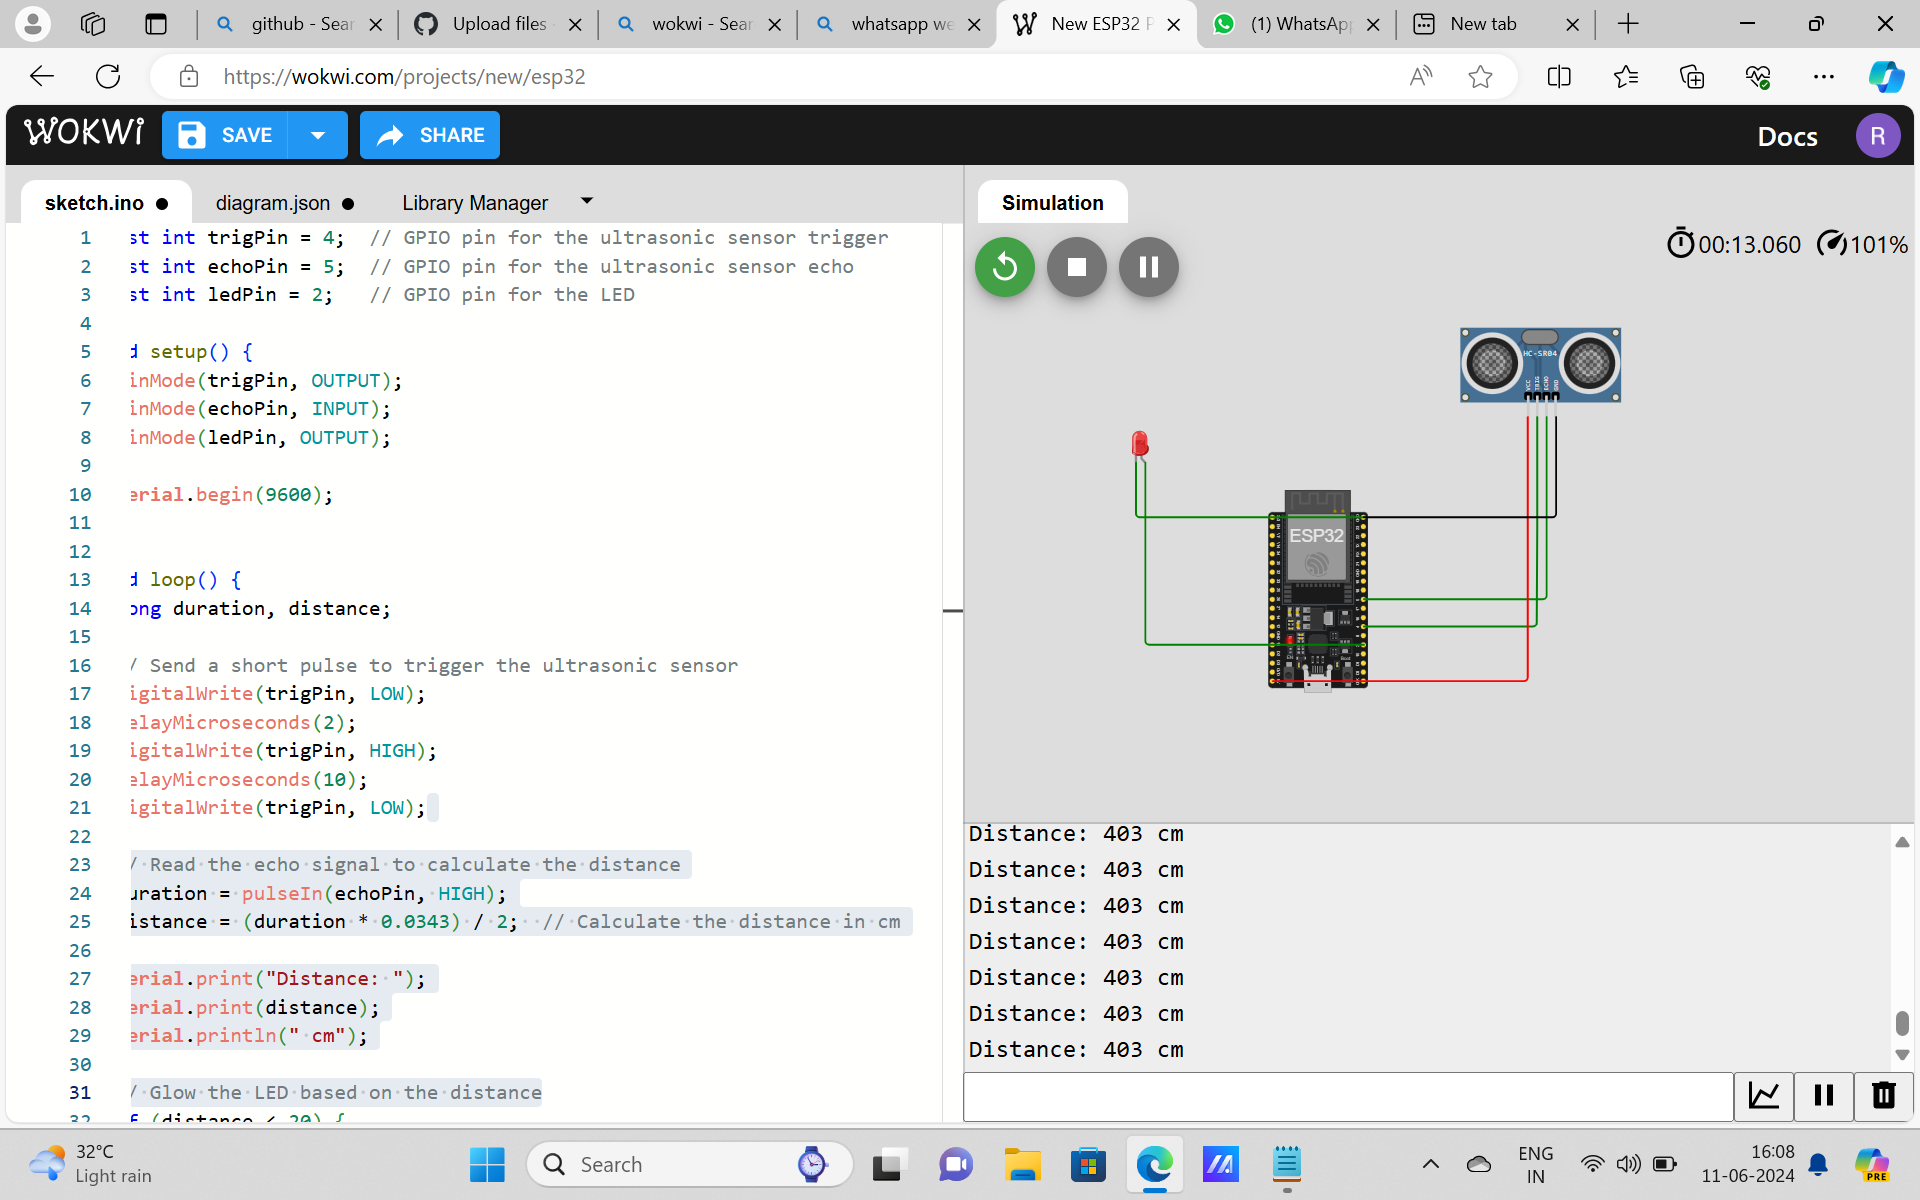 github - Sear
Upload files
wokwi - Sear
whatsapp we
New ESP32 P
(1) WhatsApp
New tab
https://wokwi.com/projects/new/esp32
WOKWi
SAVE
SHARE
Docs
R
sketch.ino
diagram.json
Library Manager
Simulation
00:13.060
101%
1 st int trigPin = 4;  // GPIO pin for the ultrasonic sensor trigger
2 st int echoPin = 5;  // GPIO pin for the ultrasonic sensor echo
3 st int ledPin = 2;   // GPIO pin for the LED
4
5 d setup() {
6 inMode(trigPin, OUTPUT);
7 inMode(echoPin, INPUT);
8 inMode(ledPin, OUTPUT);
9
10 erial.begin(9600);
11
12
13 d loop() {
14 ong duration, distance;
15
16 / Send a short pulse to trigger the ultrasonic sensor
17 igitalWrite(trigPin, LOW);
18 elayMicroseconds(2);
19 igitalWrite(trigPin, HIGH);
20 elayMicroseconds(10);
21 igitalWrite(trigPin, LOW);
22
23 / Read the echo signal to calculate the distance
24 uration = pulseIn(echoPin, HIGH);
25 istance = (duration * 0.0343) / 2;  // Calculate the distance in cm
26
27 erial.print("Distance: ");
28 erial.print(distance);
29 erial.println(" cm");
30
31 / Glow the LED based on the distance
32 f (distance < 20) {
HC-SR04
VCC
TRIG
ECHO
GND
ESP32
Distance: 403 cm
Distance: 403 cm
Distance: 403 cm
Distance: 403 cm
Distance: 403 cm
Distance: 403 cm
Distance: 403 cm
32°C
Light rain
Search
ENG
IN
16:08
11-06-2024
PRE